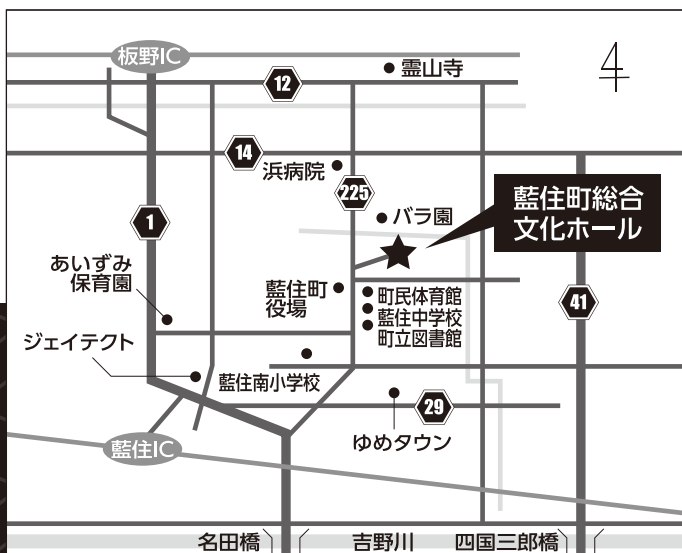 板野IC
霊山寺
12
14
浜病院
225
バラ園
藍住町総合
文化ホール
1
あいずみ
保育園
藍住町
役場
町民体育館
藍住中学校
町立図書館
41
ジェイテクト
藍住南小学校
29
ゆめタウン
藍住IC
名田橋
吉野川
四国三郎橋